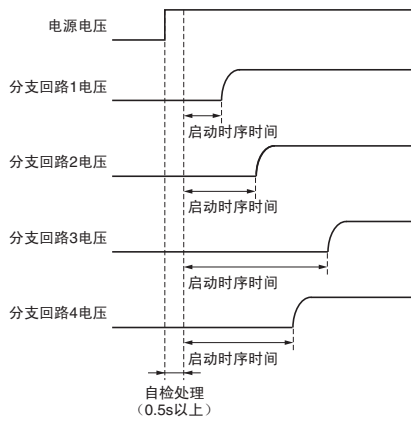 电源电压
分支回路1电压
启动时序时间
分支回路2电压
启动时序时间
分支回路3电压
启动时序时间
分支回路4电压
启动时序时间
自检处理
（0.5s以上）